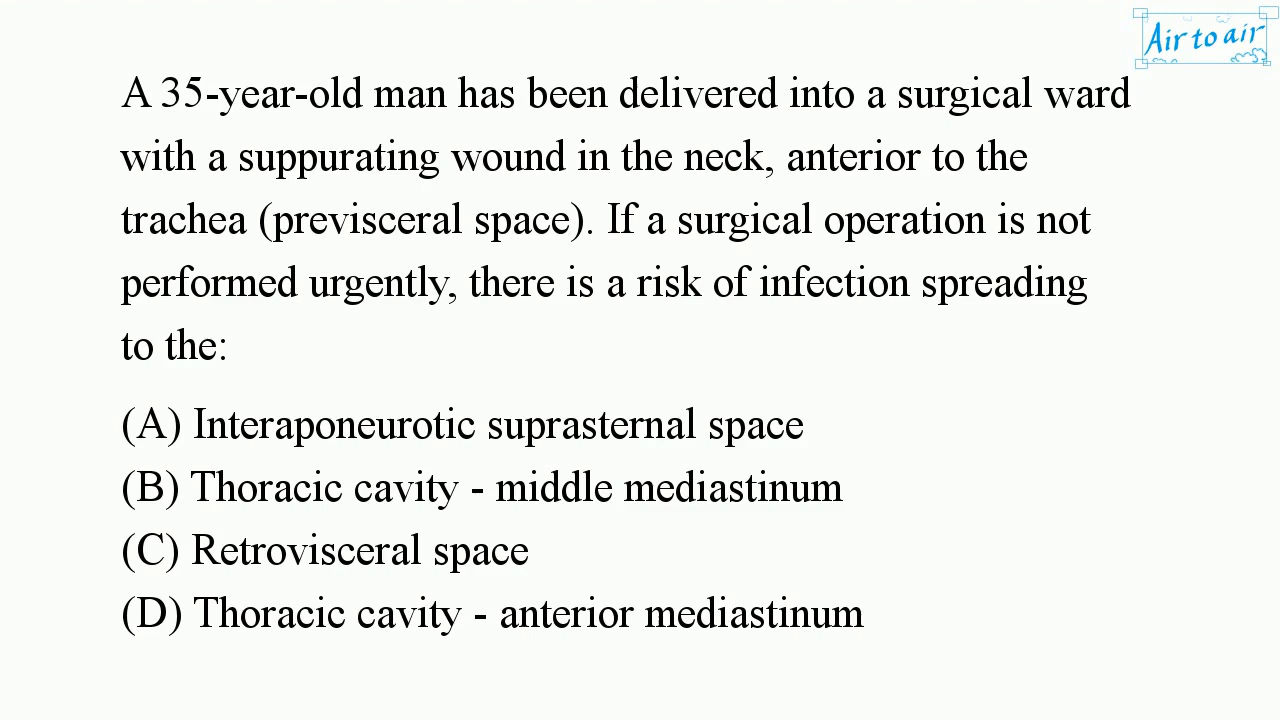 Air to air
A 35-year-old man has been delivered into a surgical ward
with a suppurating wound in the neck, anterior to the
trachea (previsceral space). If a surgical operation is not
performed urgently, there is a risk of infection spreading
to the:
(A) Interaponeurotic suprasternal space
(B) Thoracic cavity - middle mediastinum
(C) Retrovisceral space
(D) Thoracic cavity - anterior mediastinum